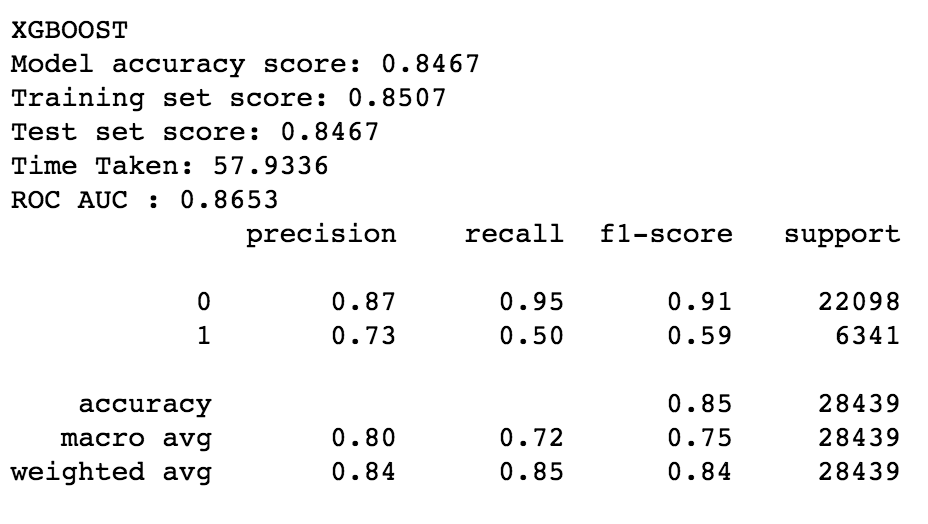 XGBOOST
Model accuracy score: 0.8467
Training set score: 0.8507
Test set score: 0.8467
Time Taken: 57.9336
ROC AUC : 0.8653
precision recall f1-score support
0 0.87 0.95 0.91 22098
1 0.73 0.50 0.59 6341
accuracy 0.85 28439
macro avg 0.80 0.72 0.75 28439
weighted avg 0.84 0.85 0.84 28439